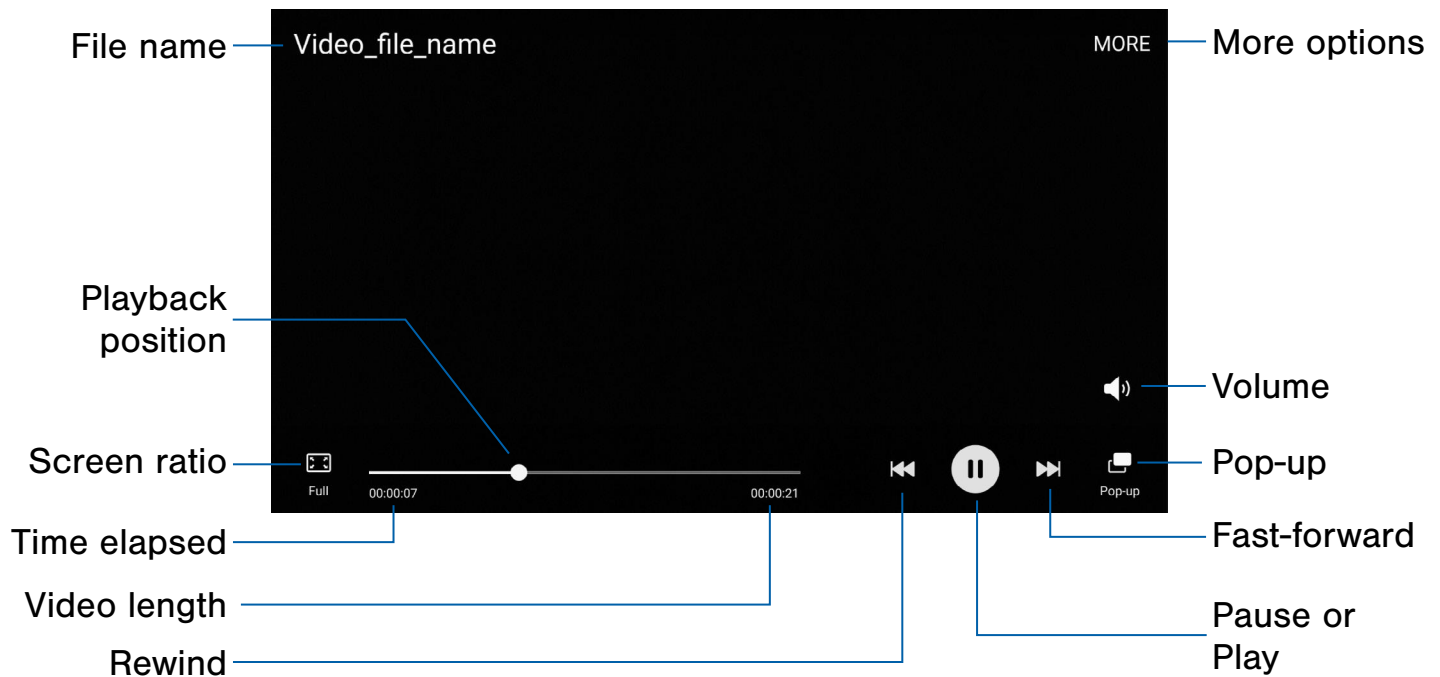 File name
Video_file_name
MORE
More options
Playback
position
Volume
Screen ratio
Full
00:00:07
00:00:21
Pop-up
Pop-up
Time elapsed
Fast-forward
Video length
Pause or
Play
Rewind